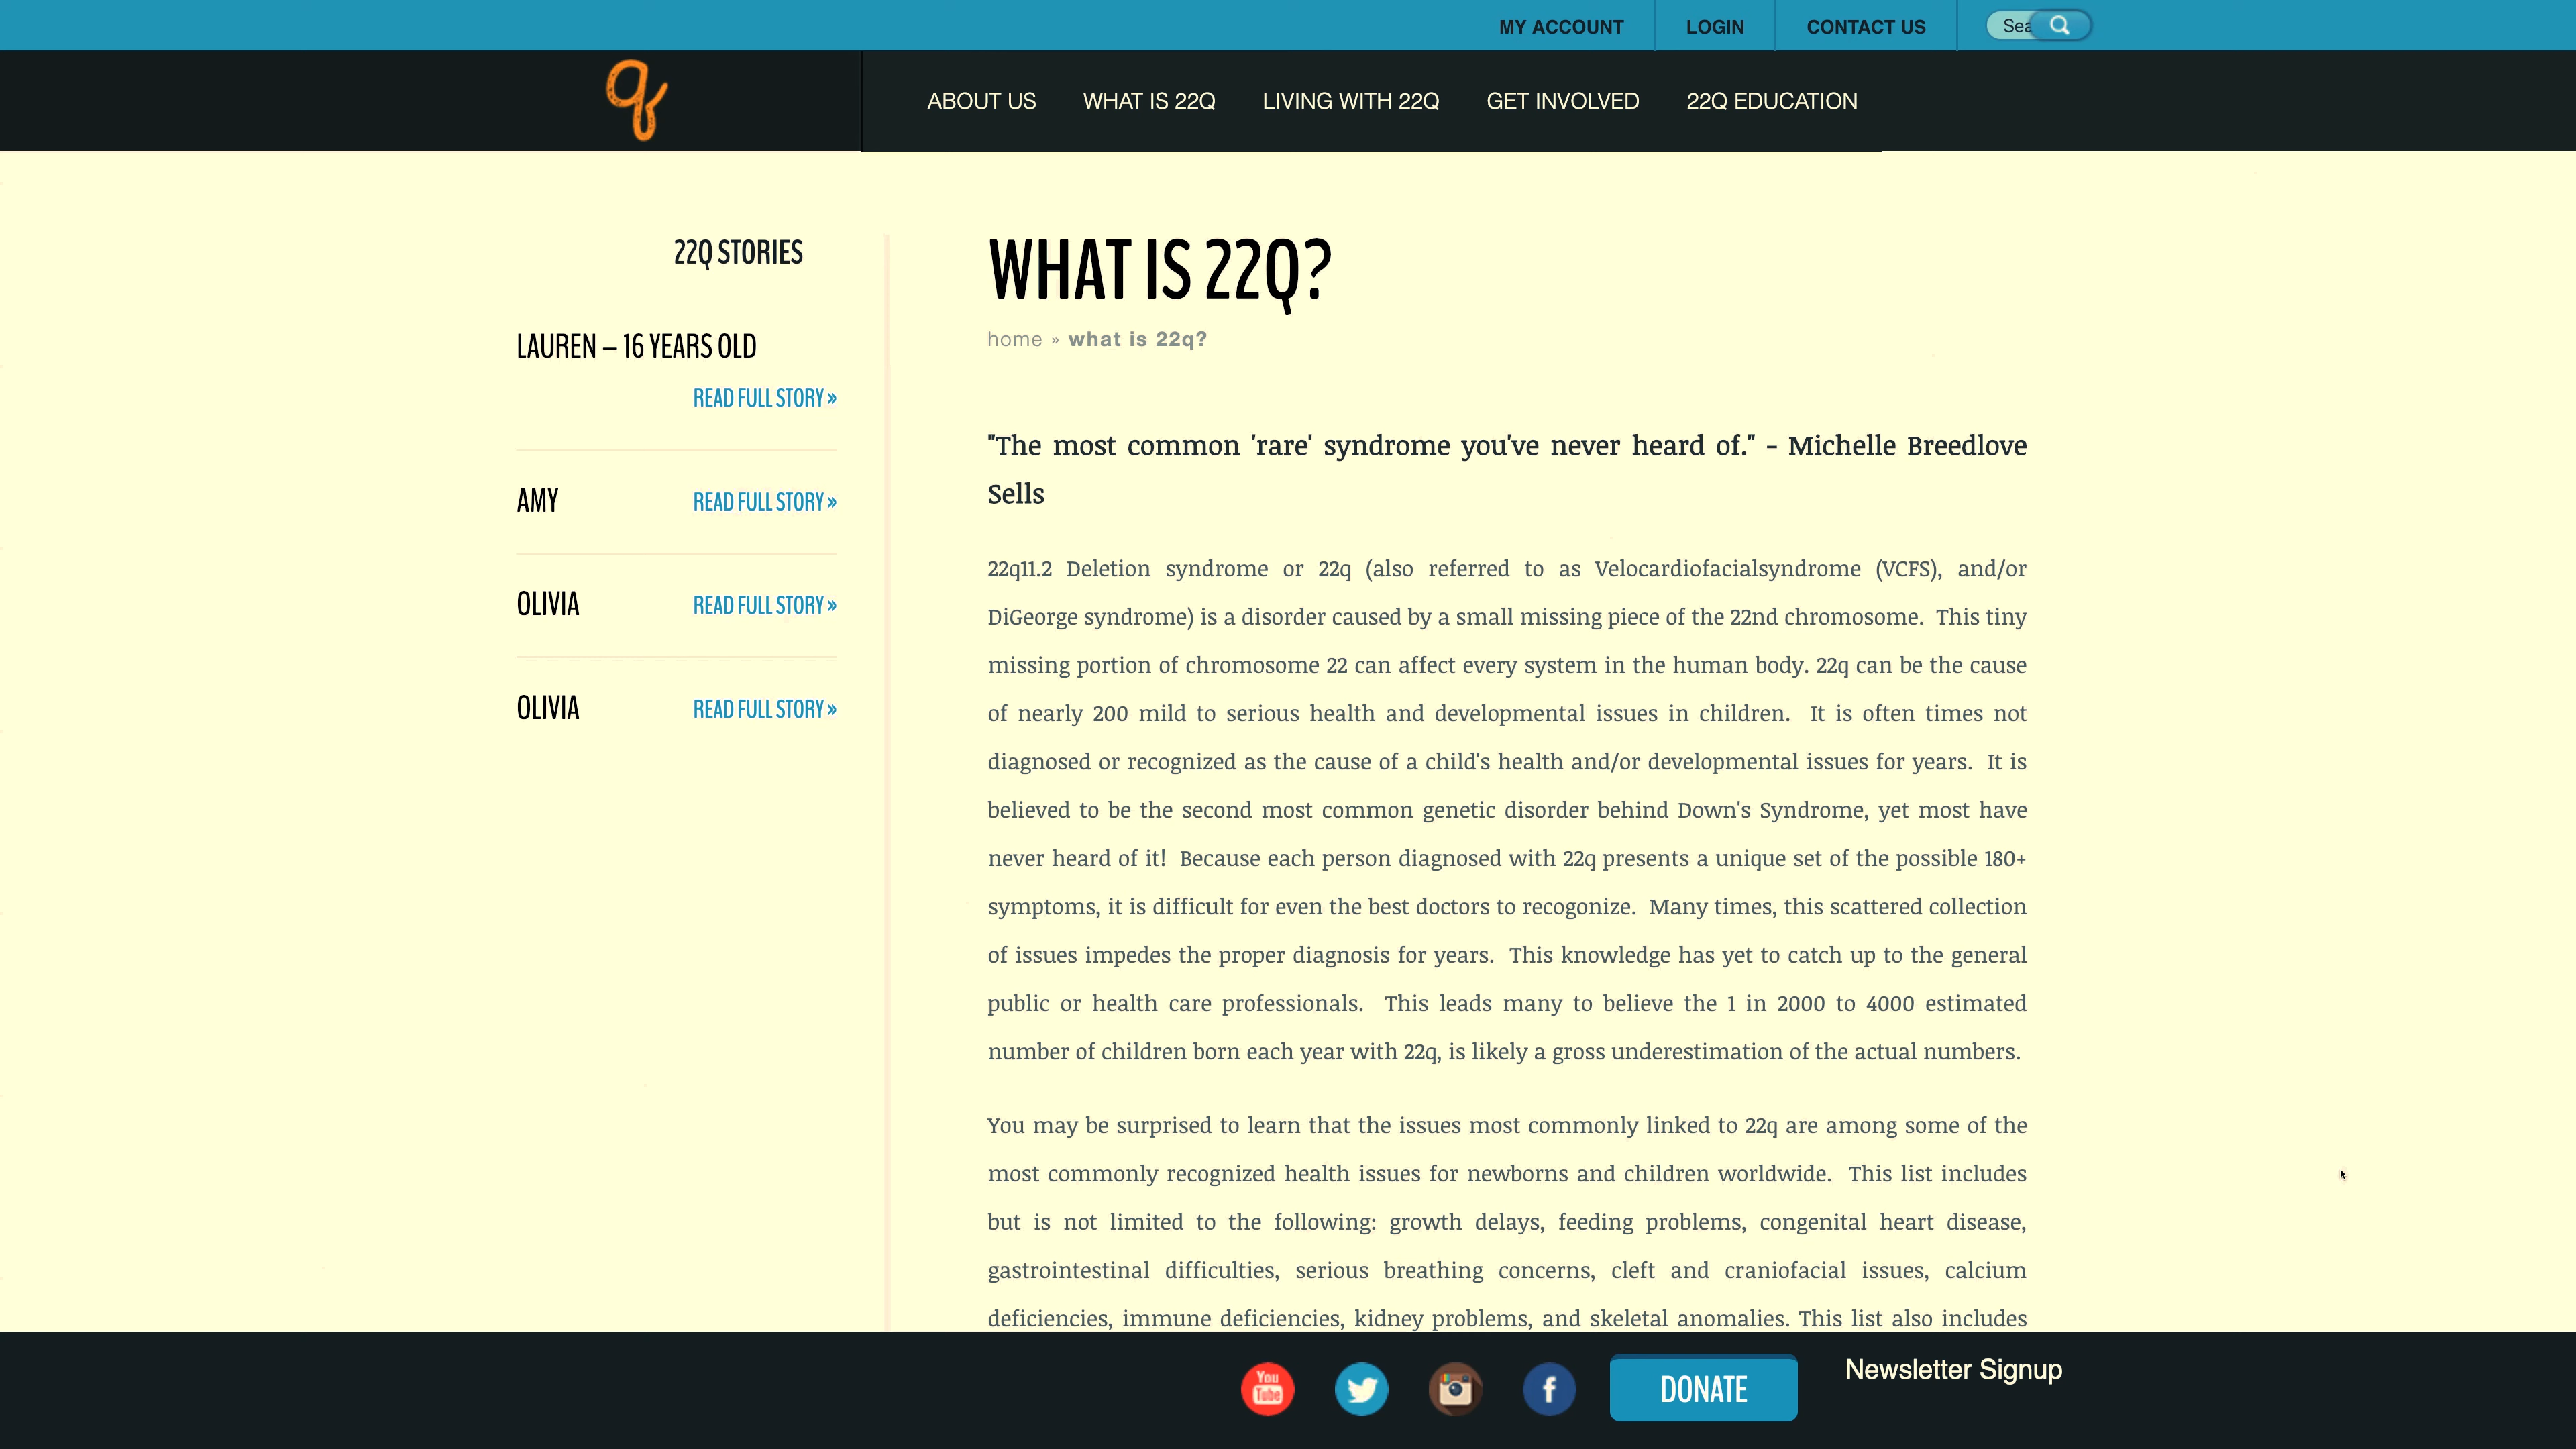 MY ACCOUNT
LOGIN
CONTACT US
Sea
q
ABOUT US
WHAT IS 22Q
LIVING WITH 22Q
GET INVOLVED
22Q EDUCATION
22Q STORIES
LAUREN – 16 YEARS OLD
READ FULL STORY »
AMY
READ FULL STORY »
OLIVIA
READ FULL STORY »
OLIVIA
READ FULL STORY »
WHAT IS 22Q?
home » what is 22q?
"The most common 'rare' syndrome you've never heard of." - Michelle Breedlove
Sells
22q11.2 Deletion syndrome or 22q (also referred to as Velocardiofacialsyndrome (VCFS), and/or
DiGeorge syndrome) is a disorder caused by a small missing piece of the 22nd chromosome. This tiny
missing portion of chromosome 22 can affect every system in the human body. 22q can be the cause
of nearly 200 mild to serious health and developmental issues in children. It is often times not
diagnosed or recognized as the cause of a child's health and/or developmental issues for years. It is
believed to be the second most common genetic disorder behind Down's Syndrome, yet most have
never heard of it! Because each person diagnosed with 22q presents a unique set of the possible 180+
symptoms, it is difficult for even the best doctors to recogonize. Many times, this scattered collection
of issues impedes the proper diagnosis for years. This knowledge has yet to catch up to the general
public or health care professionals. This leads many to believe the 1 in 2000 to 4000 estimated
number of children born each year with 22q, is likely a gross underestimation of the actual numbers.
You may be surprised to learn that the issues most commonly linked to 22q are among some of the
most commonly recognized health issues for newborns and children worldwide. This list includes
but is not limited to the following: growth delays, feeding problems, congenital heart disease,
gastrointestinal difficulties, serious breathing concerns, cleft and craniofacial issues, calcium
deficiencies, immune deficiencies, kidney problems, and skeletal anomalies. This list also includes
You Tube
f
DONATE
Newsletter Signup